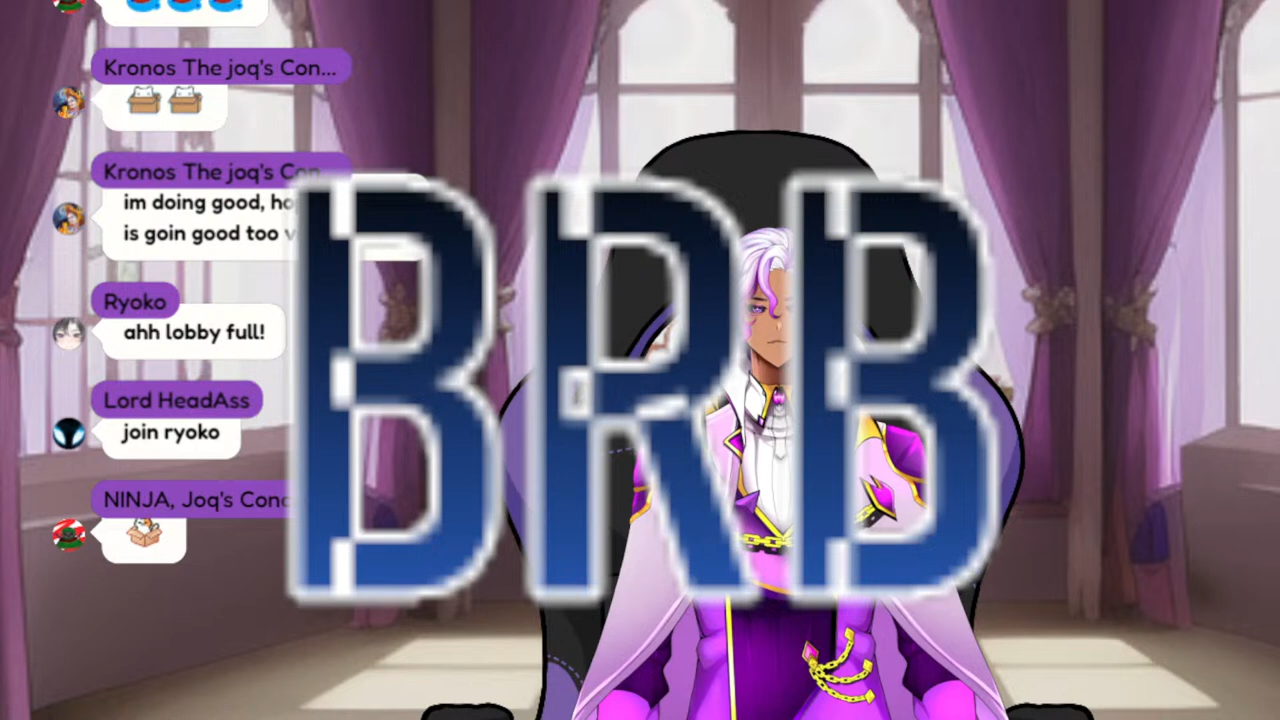 Kronos The joq's Con...
Kronos The joq's Con
im doing good, ho
is goin good too
Ryoko
ahh lobby full!
Lord HeadAss
join ryoko
NINJA, Joq's Conc
BRB